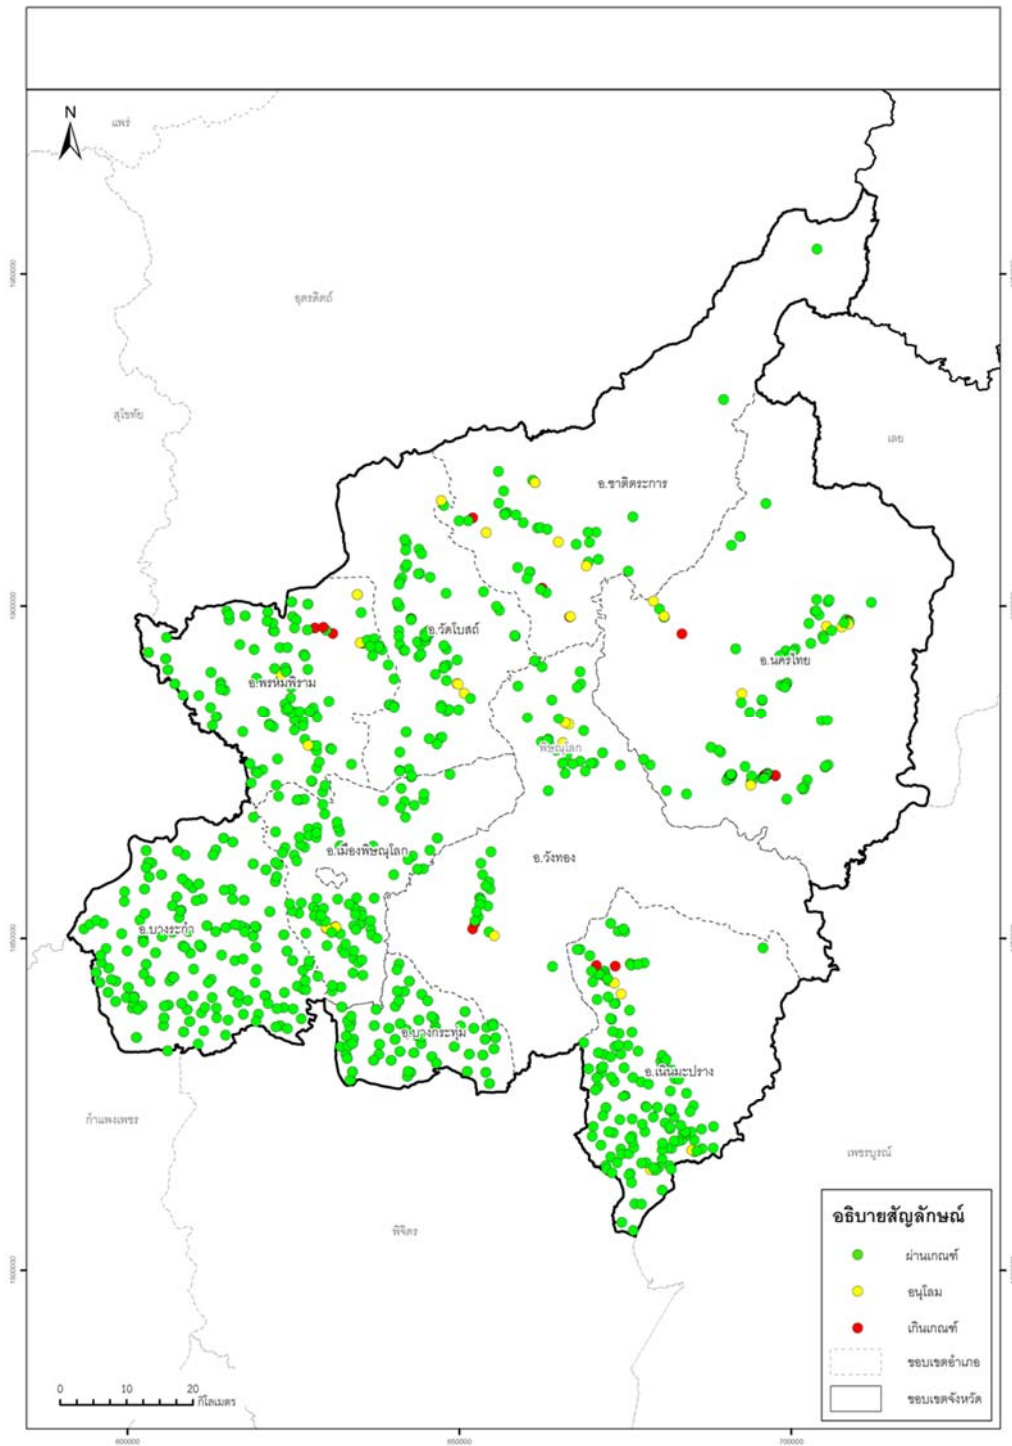 N
แพร่
อุตรดิตถ์
สุโขทัย
เลย
อ.ชาติตระการ
อ.วัดโบสถ์
อ.นครไทย
อ.พรหมพิราม
พิษณุโลก
อ.เมืองพิษณุโลก
อ.วังทอง
อ.บางระกำ
อ.บางกระทุ่ม
อ.เนินมะปราง
กำแพงเพชร
เพชรบูรณ์
พิจิตร
อธิบายสัญลักษณ์
ผ่านเกณฑ์
อนุโลม
เกินเกณฑ์
ขอบเขตอำเภอ
ขอบเขตจังหวัด
0 10 20
กิโลเมตร
600000 650000 700000